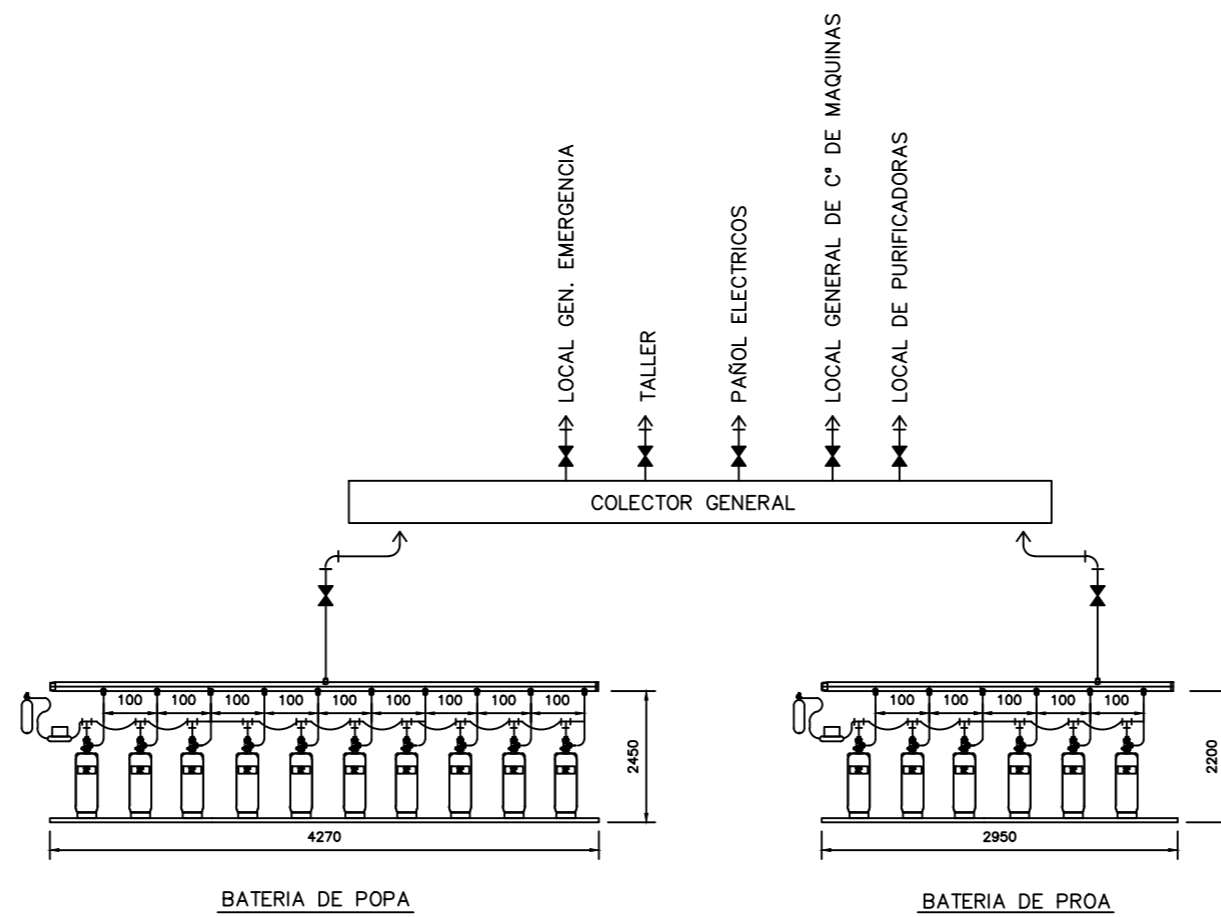 LOCAL GEN. EMERGENCIA
TALLER
PAÑOL ELECTRICOS
LOCAL GENERAL DE Cª DE MAQUINAS
LOCAL DE PURIFICADORAS
COLECTOR GENERAL
100 100 100 100 100 100 100 100 100
2450
4270
BATERIA DE POPA
100 100 100 100 100
2200
2950
BATERIA DE PROA